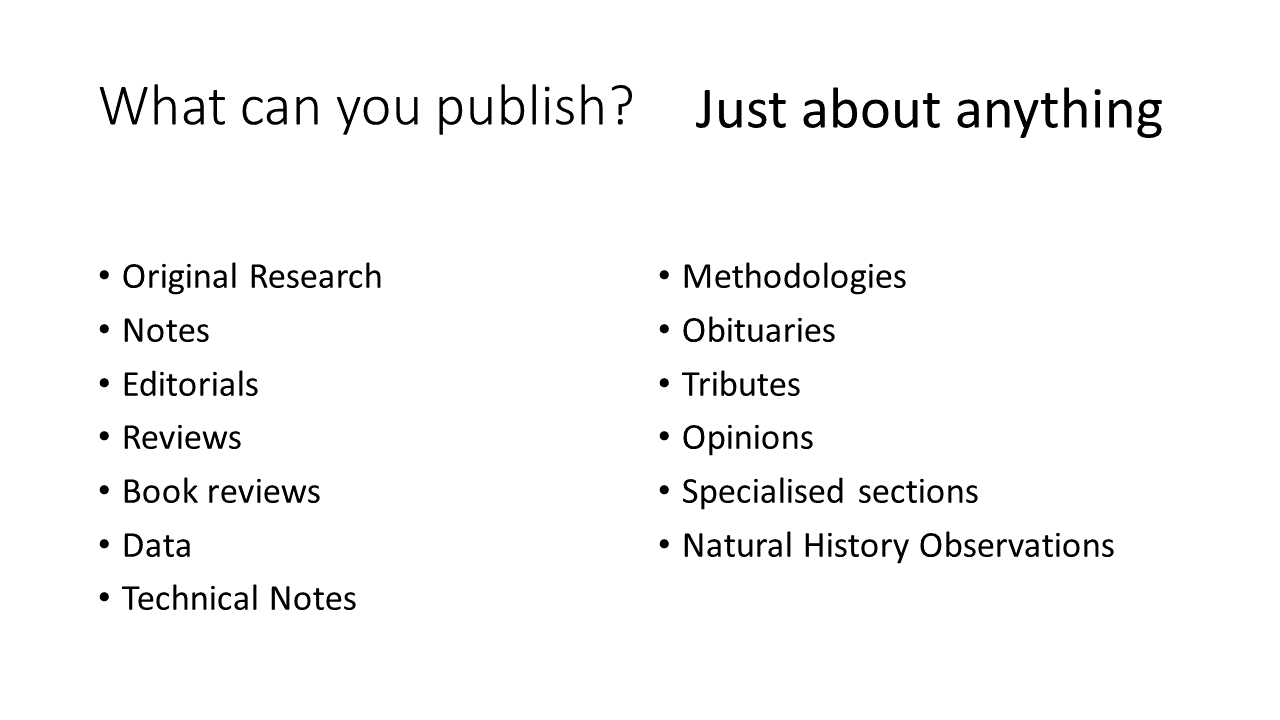 What can you publish? Just about anything
• Original Research
• Notes
• Editorials
• Reviews
• Book reviews
• Data
• Technical Notes
• Methodologies
• Obituaries
• Tributes
• Opinions
• Specialised sections
• Natural History Observations